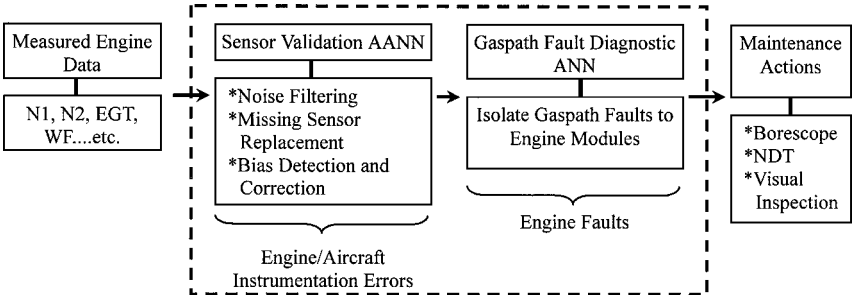 Measured Engine
Data
N1, N2, EGT,
WF....etc.
Sensor Validation AANN
*Noise Filtering
*Missing Sensor
Replacement
*Bias Detection and
Correction
Engine/Aircraft
Instrumentation Errors
Gaspath Fault Diagnostic
ANN
Isolate Gaspath Faults to
Engine Modules
Engine Faults
Maintenance
Actions
*Borescope
*NDT
*Visual
Inspection